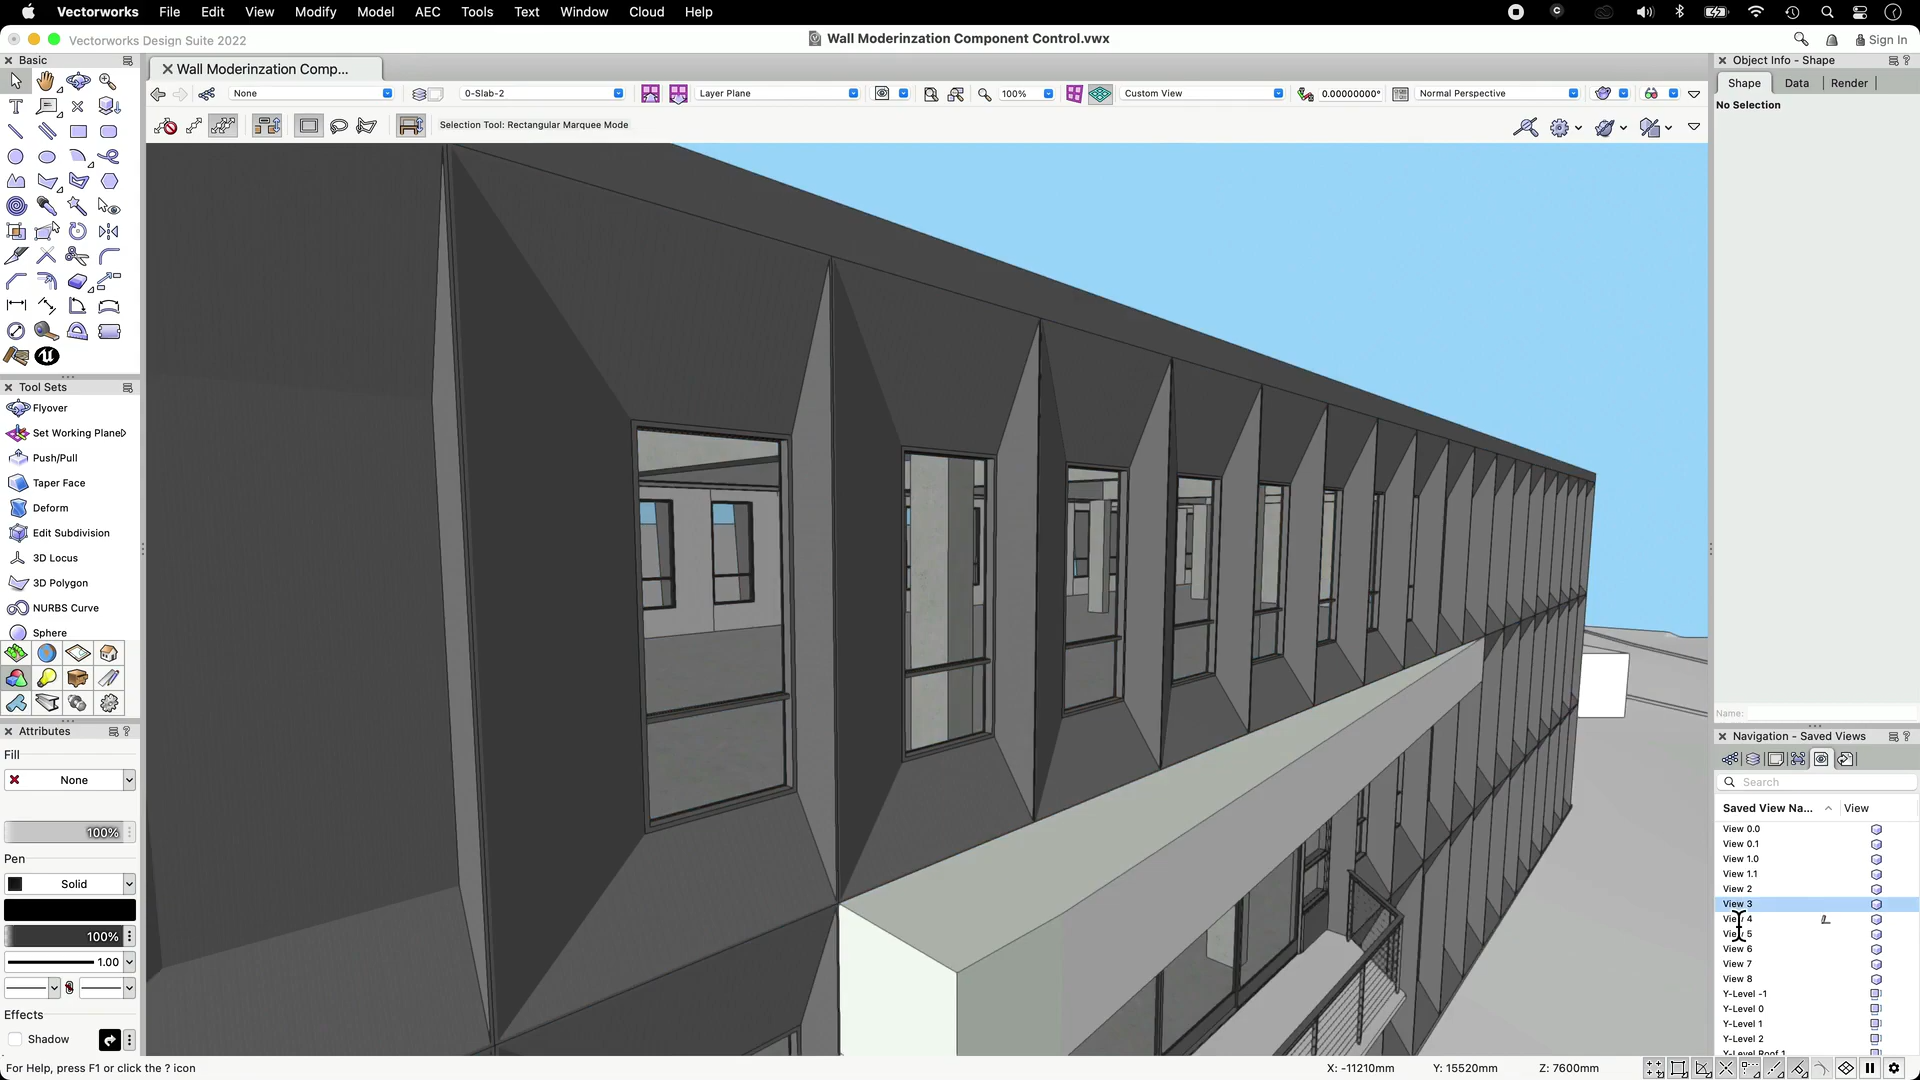 Vectorworks File Edit View Modify Model AEC Tools Text Window Cloud Help
Vectorworks Design Suite 2022
Wall Moderinzation Component Control.vwx
Sign In
Basic
Wall Moderinzation Comp...
None
0-Slab-2
Layer Plane
100%
Custom View
0.00000000°
Normal Perspective
Selection Tool: Rectangular Marquee Mode
Object Info - Shape
Shape Data Render
No Selection
Tool Sets
Flyover
Set Working Plane
Push/Pull
Taper Face
Deform
Edit Subdivision
3D Locus
3D Polygon
NURBS Curve
Sphere
Attributes
Fill
None
100%
Pen
Solid
100%
1.00
Effects
Shadow
Name:
Navigation - Saved Views
Search
Saved View Na... View
View 0.0
View 0.1
View 1.0
View 1.1
View 2
View 3
View 4
View 5
View 6
View 7
View 8
Y-Level -1
Y-Level 0
Y-Level 1
Y-Level 2
Y-Level Roof 1
For Help, press F1 or click the ? icon
X: -11210mm Y: 15520mm Z: 7600mm